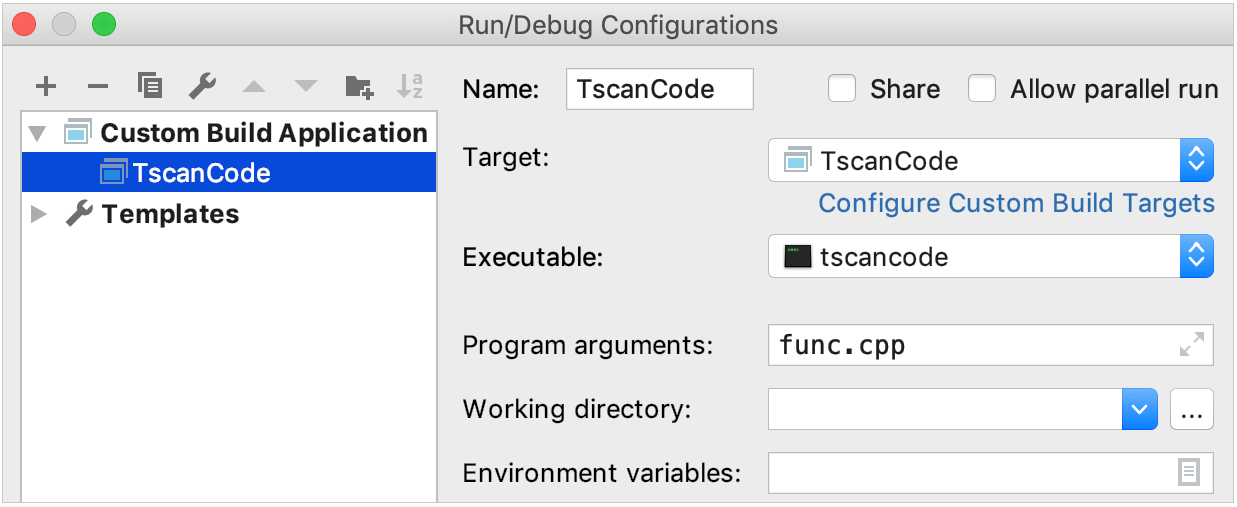 Run/Debug Configurations
Name: TscanCode Share Allow parallel run
Custom Build Application
TscanCode
Templates
Target: TscanCode
Configure Custom Build Targets
Executable: tscancode
Program arguments: func.cpp
Working directory: ...
Environment variables: